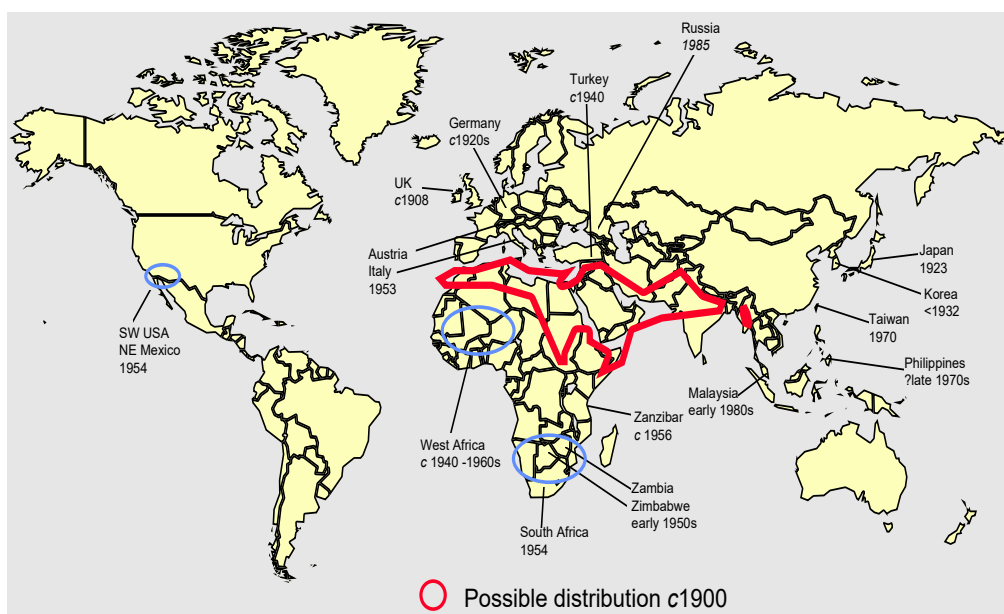 Russia
1985
Turkey
c1940
Germany
c1920s
UK
c1908
Austria
Italy
1953
Japan
1923
Korea
<1932
Taiwan
1970
Philippines
?late 1970s
Malaysia
early 1980s
SW USA
NE Mexico
1954
Zanzibar
c 1956
West Africa
c 1940 -1960s
Zambia
Zimbabwe
early 1950s
South Africa
1954
Possible distribution c1900